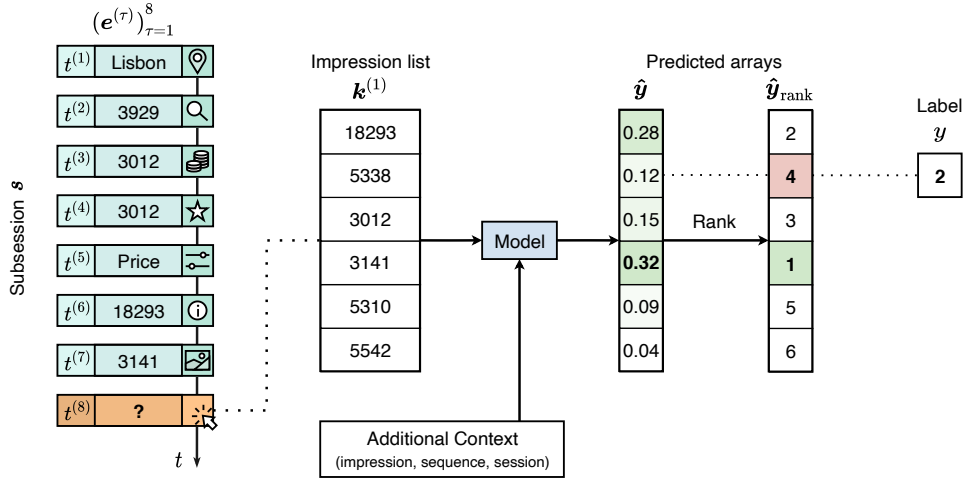 (e^(τ))^8_τ=1
t^(1) Lisbon
t^(2) 3929
t^(3) 3012
t^(4) 3012
t^(5) Price
t^(6) 18293
t^(7) 3141
t^(8) ?
t
Subsession s
Impression list
k^(1)
18293
5338
3012
3141
5310
5542
Model
Additional Context
(impression, sequence, session)
Predicted arrays
ŷ
0.28
0.12
0.15
0.32
0.09
0.04
Rank
ŷ_rank
2
4
3
1
5
6
Label
y
2